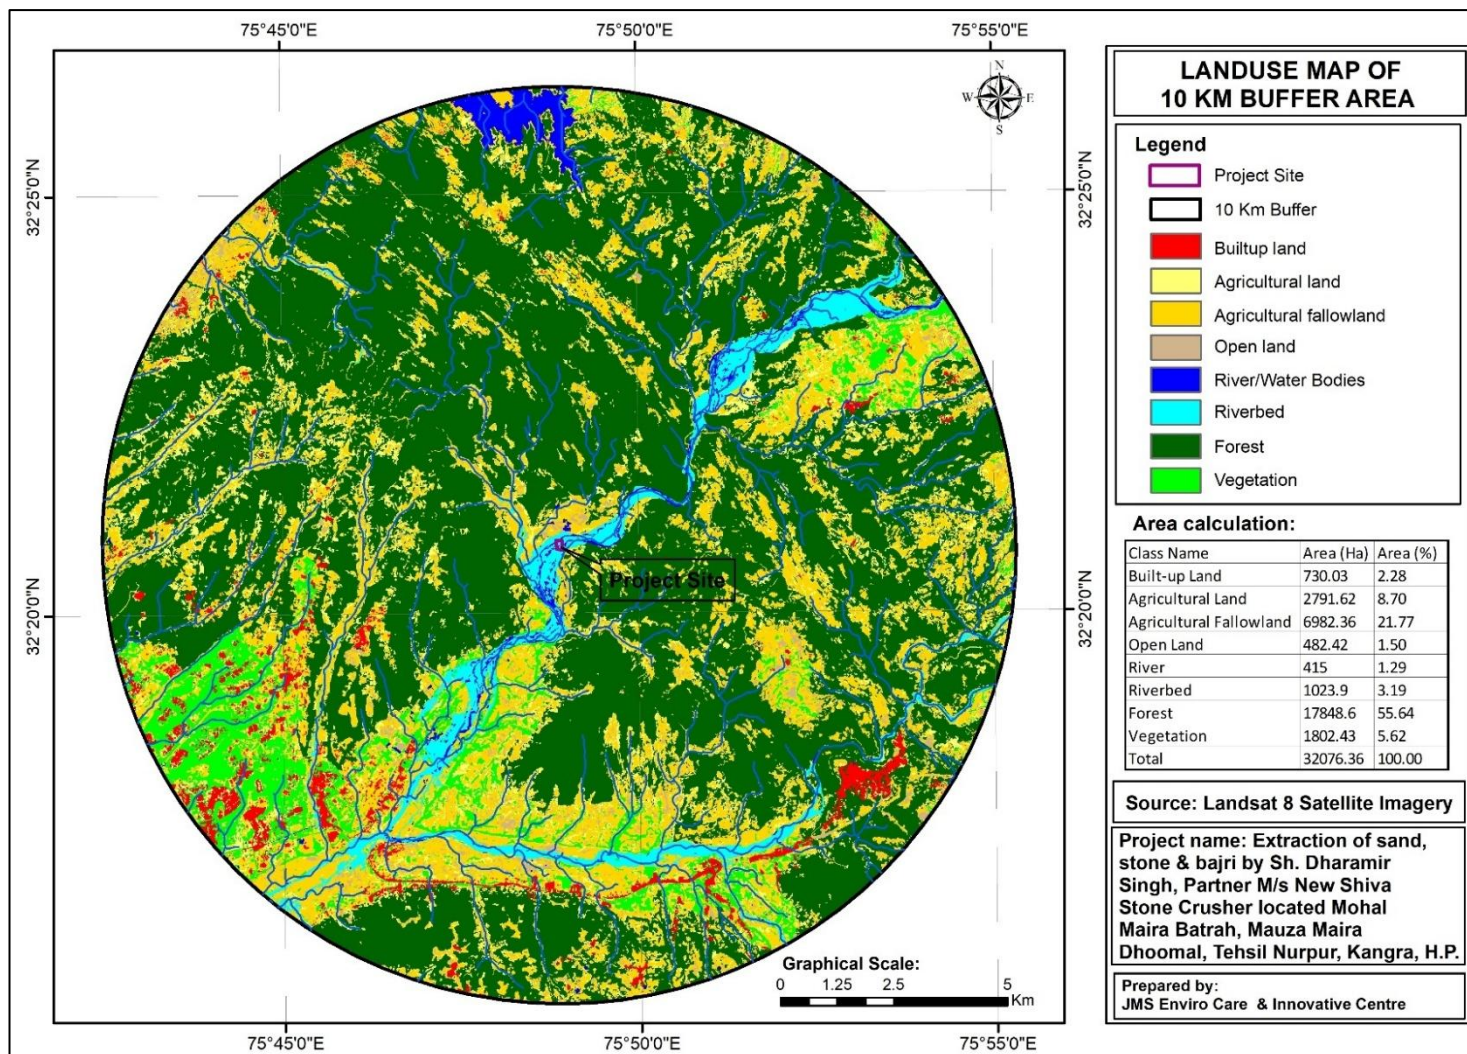 75°45'0"E 75°50'0"E 75°55'0"E
N
W E
S
32°25'0"N
32°25'0"N
32°20'0"N
32°20'0"N
Project Site
Graphical Scale:
0 1.25 2.5 5
Km
75°45'0"E 75°50'0"E 75°55'0"E
LANDUSE MAP OF
10 KM BUFFER AREA
Legend
Project Site
10 Km Buffer
Builtup land
Agricultural land
Agricultural fallowland
Open land
River/Water Bodies
Riverbed
Forest
Vegetation
Area calculation:
Class Name Area (Ha) Area (%)
Built-up Land 730.03 2.28
Agricultural Land 2791.62 8.70
Agricultural Fallowland 6982.36 21.77
Open Land 482.42 1.50
River 415 1.29
Riverbed 1023.9 3.19
Forest 17848.6 55.64
Vegetation 1802.43 5.62
Total 32076.36 100.00
Source: Landsat 8 Satellite Imagery
Project name: Extraction of sand,
stone & bajri by Sh. Dharamir
Singh, Partner M/s New Shiva
Stone Crusher located Mohal
Maira Batrah, Mauza Maira
Dhoomal, Tehsil Nurpur, Kangra, H.P.
Prepared by:
JMS Enviro Care & Innovative Centre